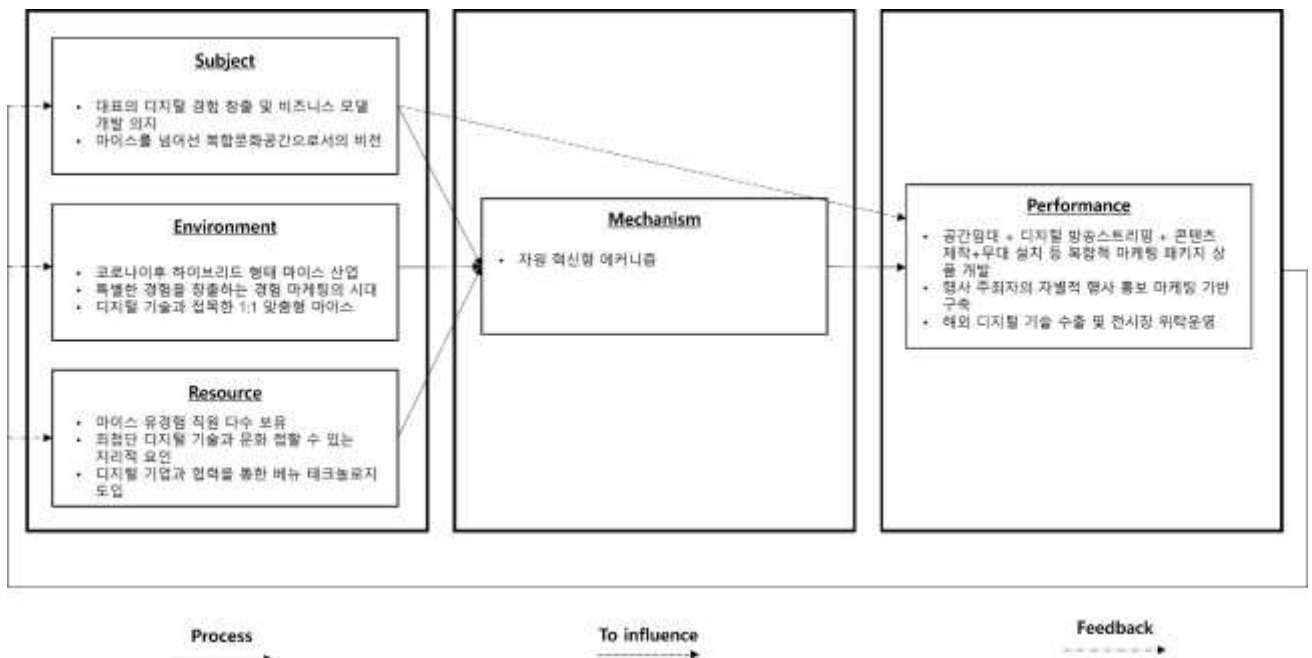 Subject
• 대표의 디지털 경험 창출 및 비즈니스 모델
개발 의지
• 마이스를 넘어선 복합문화공간으로서의 비전
Environment
• 코로나이후 하이브리드 형태 마이스 산업
• 특별한 경험을 창출하는 경험 마케팅의 시대
• 디지털 기술과 접목한 1:1 맞춤형 마이스
Resource
• 마이스 유경험 직원 다수 보유
• 최첨단 디지털 기술과 문화 접할 수 있는
지리적 요인
• 디지털 기업과 협력을 통한 베뉴 테크놀로지
도입
Mechanism
• 자원 혁신형 메커니즘
Performance
• 공간임대 + 디지털 방송스트리밍 + 콘텐츠
제작+무대 설치 등 복합적 마케팅 패키지 상
품 개발
• 행사 주최자의 차별적 행사 홍보 마케팅 기반
구축
• 해외 디지털 기술 수출 및 전시장 위탁운영
Process
To influence
Feedback